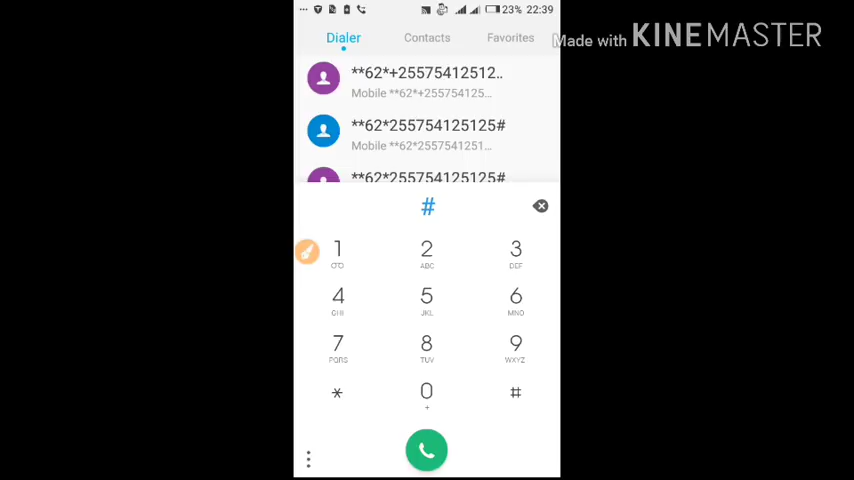 ... 23% 22:39
Dialer Contacts Favorites
Made with KINEMASTER
**62*+25575412512..
Mobile **62*+255754125...
**62*255754125125#
Mobile **62*2557541251...
**62*255754125125#
#
1 2 3
ABC DEF
4 5 6
GHI JKL MNO
7 8 9
PQRS TUV WXYZ
* 0 #
+